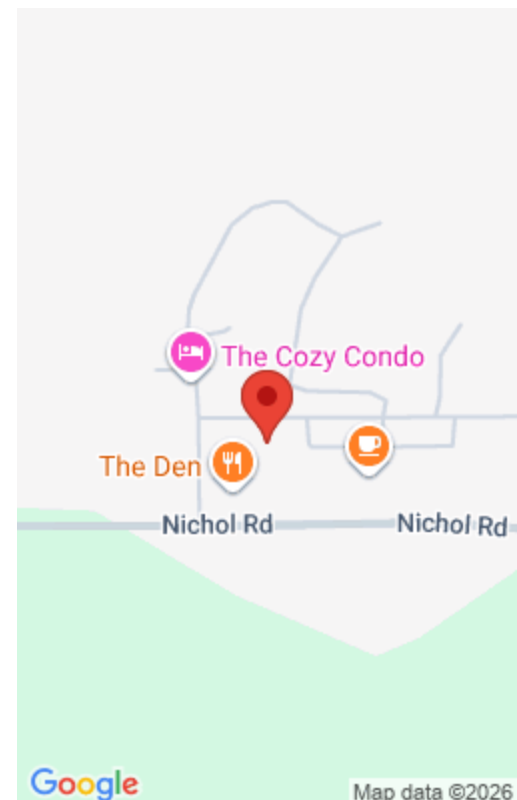 The Cozy Condo
The Den
Nichol Rd
Nichol Rd
Google
Map data ©2026